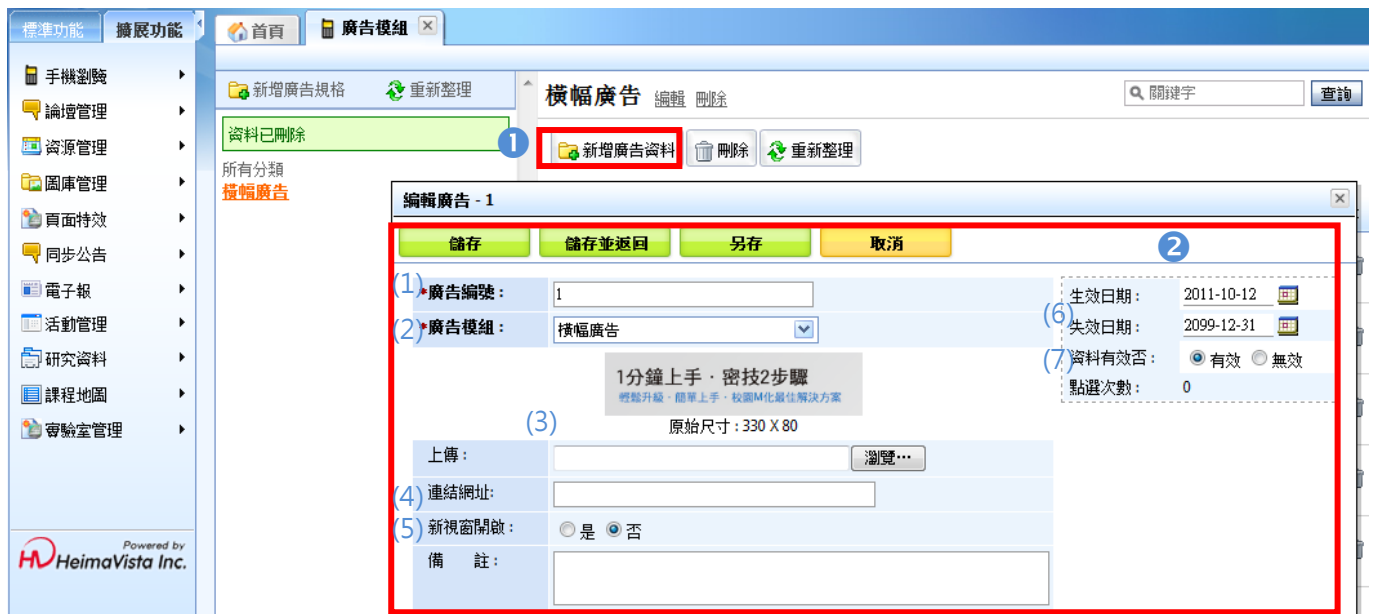 標準功能 擴展功能 首頁 廣告模組
手機瀏覽
論壇管理
資源管理
圖庫管理
頁面特效
同步公告
電子報
活動管理
研究資料
課程地圖
實驗室管理
Powered by
HeimaVista Inc.
新增廣告規格 重新整理
資料已刪除
所有分類
橫幅廣告
橫幅廣告 編輯 刪除 關鍵字 查詢
1 新增廣告資料 刪除 重新整理
編輯廣告 - 1
儲存 儲存並返回 另存 取消 2
(1) *廣告編號： 1
(2) *廣告模組： 橫幅廣告
1分鐘上手‧密技2步驟
輕鬆升級‧簡單上手‧校園M化最佳解決方案
(3) 原始尺寸：330 X 80
上傳： 瀏覽…
(4) 連結網址:
(5) 新視窗開啟： 是 否
備 註：
生效日期： 2011-10-12
(6) 失效日期： 2099-12-31
(7) 資料有效否： 有效 無效
點選次數： 0